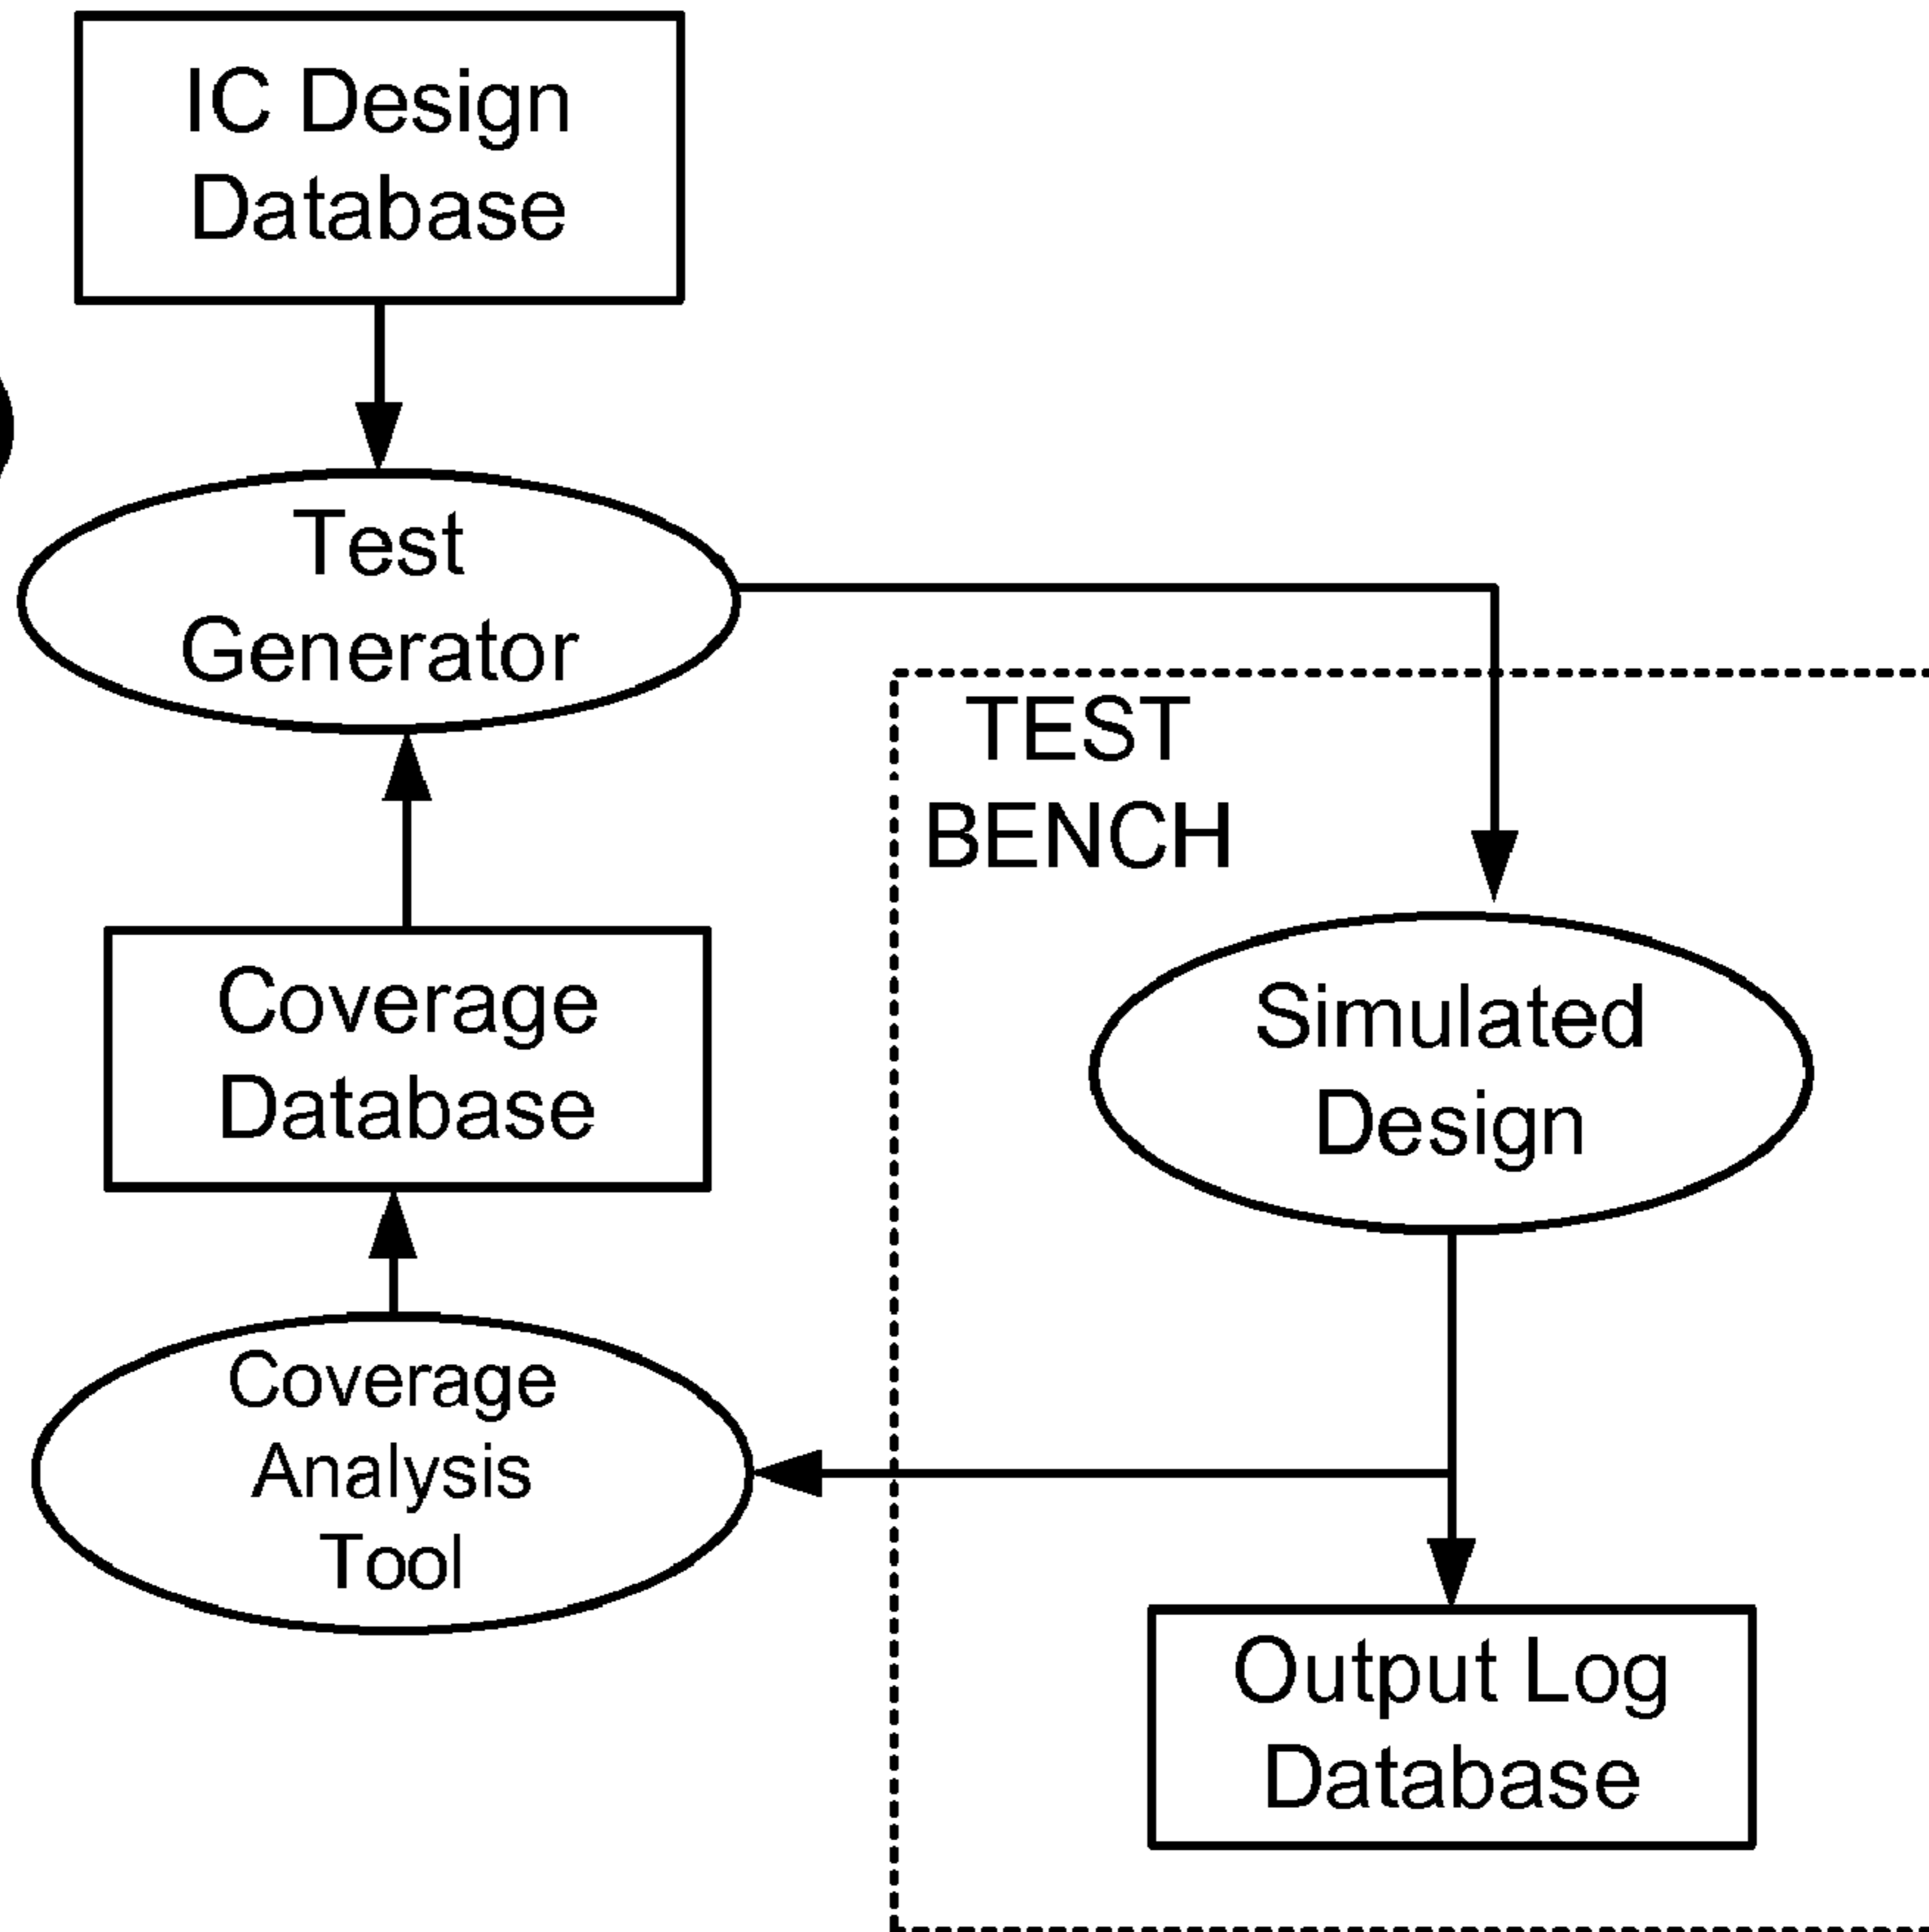 IC Design
Database
Test
Generator
TEST
BENCH
Coverage
Database
Simulated
Design
Coverage
Analysis
Tool
Output Log
Database